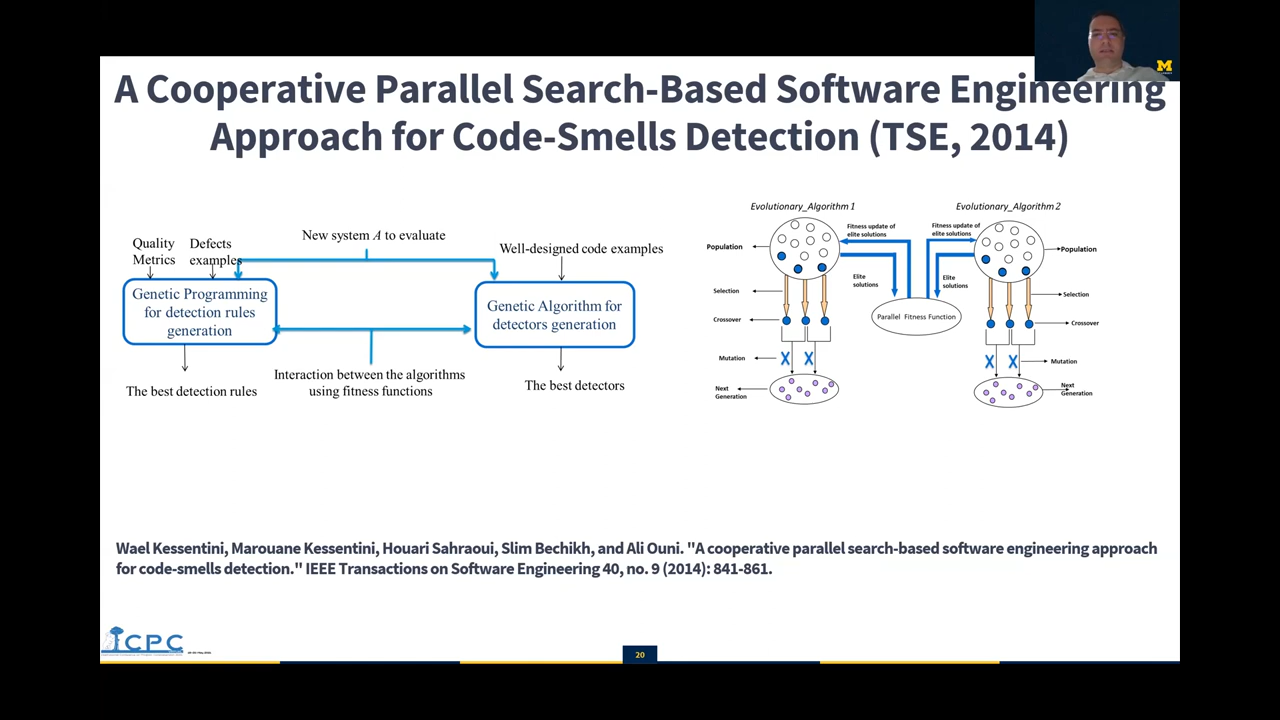 M
A Cooperative Parallel Search-Based Software Engineering
Approach for Code-Smells Detection (TSE, 2014)
Quality
Metrics
Defects
examples
New system A to evaluate
Well-designed code examples
Genetic Programming
for detection rules
generation
Genetic Algorithm for
detectors generation
The best detection rules
Interaction between the algorithms
using fitness functions
The best detectors
Evolutionary_Algorithm 1
Population
Selection
Crossover
Mutation
Next
Generation
Fitness update of
elite solutions
Elite
solutions
Parallel Fitness Function
Fitness update of
elite solutions
Elite
solutions
Evolutionary_Algorithm 2
Population
Selection
Crossover
Mutation
Next
Generation
Wael Kessentini, Marouane Kessentini, Houari Sahraoui, Slim Bechikh, and Ali Ouni. "A cooperative parallel search-based software engineering approach
for code-smells detection." IEEE Transactions on Software Engineering 40, no. 9 (2014): 841-861.
ICPC
20